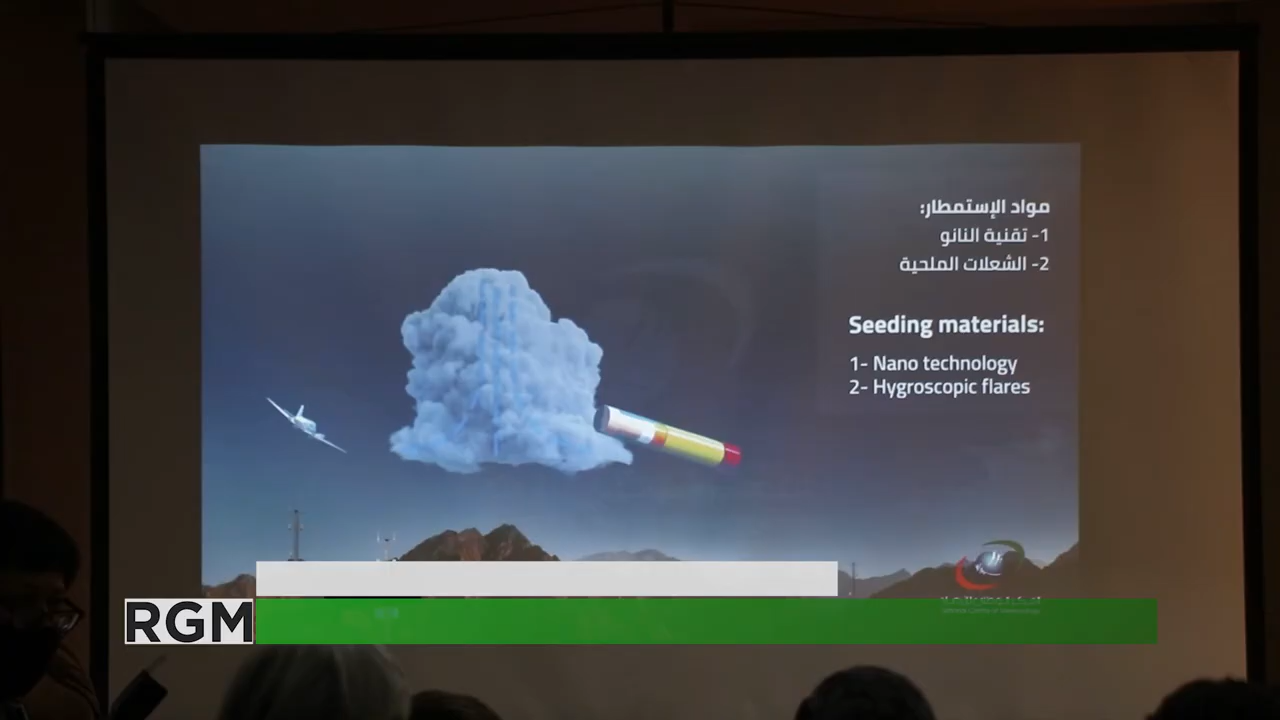 مواد الإستمطار:
1- تقنية النانو
2- الشعلات الملحية
Seeding materials:
1- Nano technology
2- Hygroscopic flares
RGM